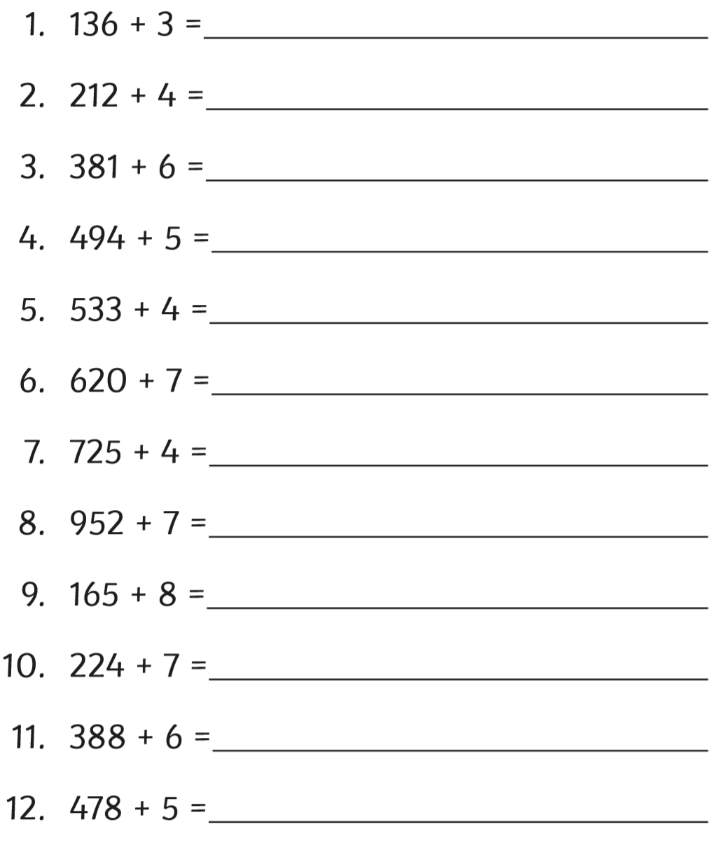 1. 136 + 3 =
2. 212 + 4 =
3. 381 + 6 =
4. 494 + 5 =
5. 533 + 4 =
6. 620 + 7 =
7. 725 + 4 =
8. 952 + 7 =
9. 165 + 8 =
10. 224 + 7 =
11. 388 + 6 =
12. 478 + 5 =